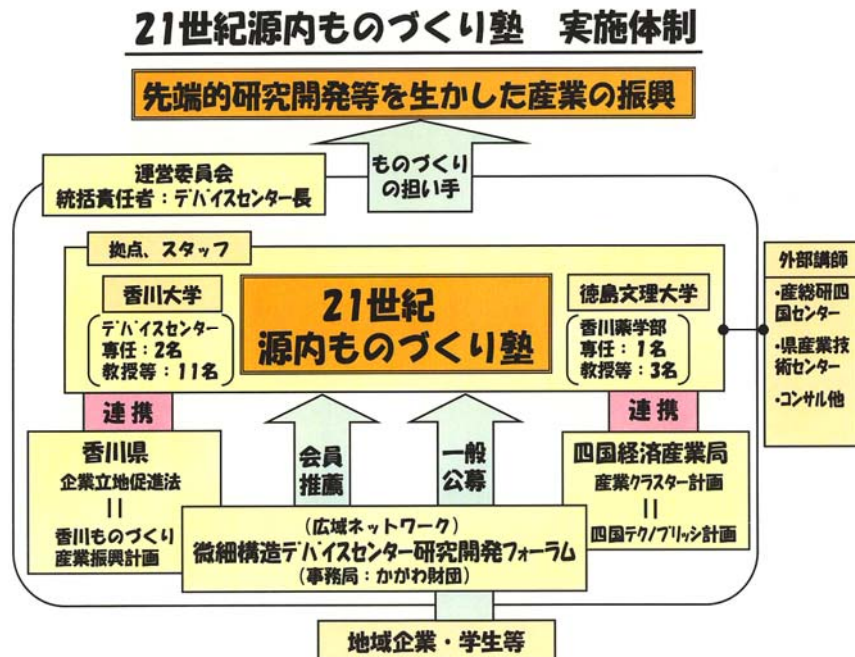 21世紀源内ものづくり塾　実施体制
先端的研究開発等を生かした産業の振興
ものづくり
の担い手
運営委員会
統括責任者：デバイスセンター長
拠点、スタッフ
香川大学
デバイスセンター
専任：2名
教授等：11名
21世紀
源内ものづくり塾
徳島文理大学
香川薬学部
専任：1名
教授等：3名
外部講師
・産総研四
国センター
・県産業技
術センター
・コンサル他
連携
連携
香川県
企業立地促進法
||
香川ものづくり
産業振興計画
会員
推薦
一般
公募
四国経済産業局
産業クラスター計画
||
四国テクノブリッジ計画
（広域ネットワーク）
微細構造デバイスセンター研究開発フォーラム
（事務局：かがわ財団）
地域企業・学生等